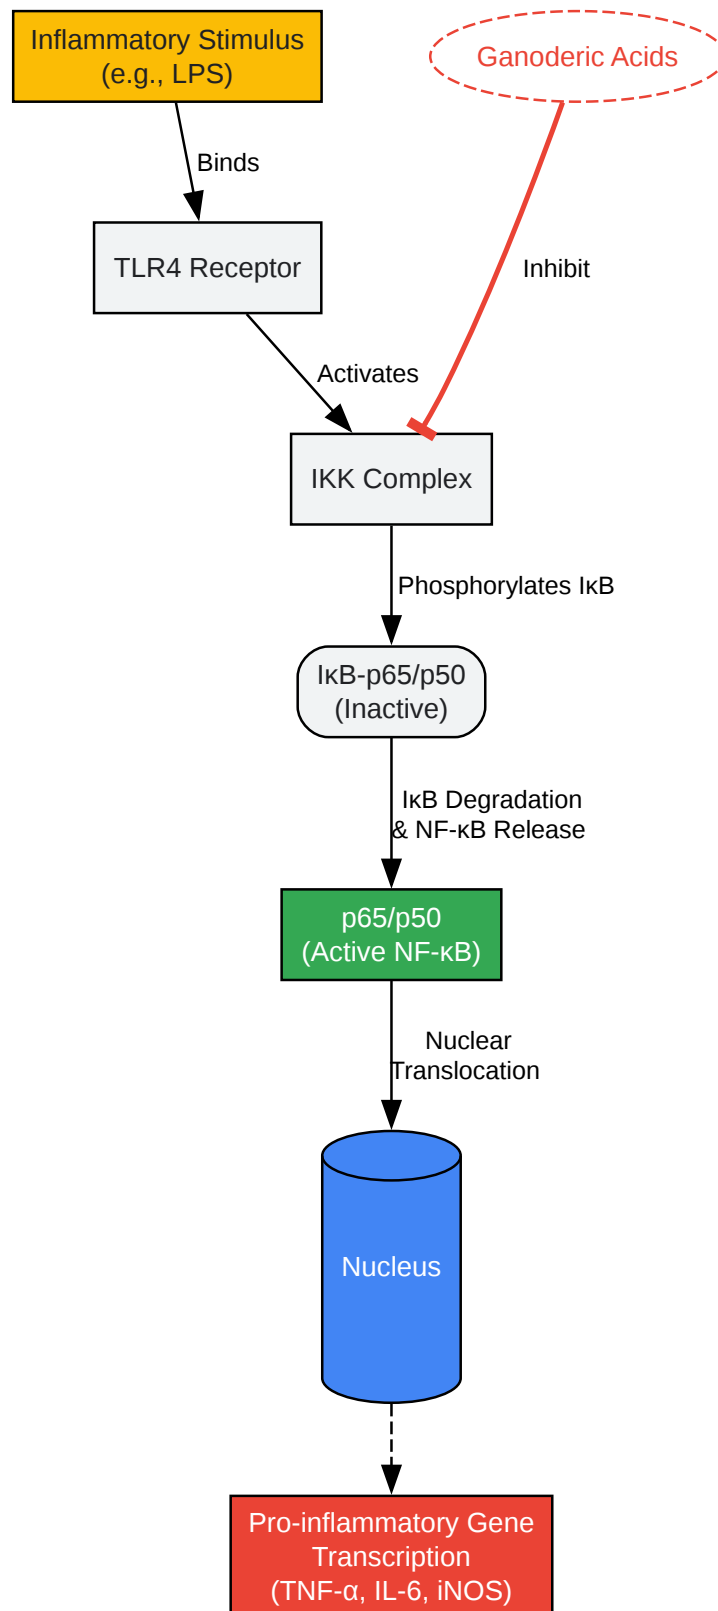 Inflammatory Stimulus
(e.g., LPS)
Ganoderic Acids
Binds
TLR4 Receptor
Inhibit
Activates
IKK Complex
Phosphorylates IκB
IκB-p65/p50
(Inactive)
IκB Degradation
& NF-κB Release
p65/p50
(Active NF-κB)
Nuclear
Translocation
Nucleus
Pro-inflammatory Gene
Transcription
(TNF-α, IL-6, iNOS)